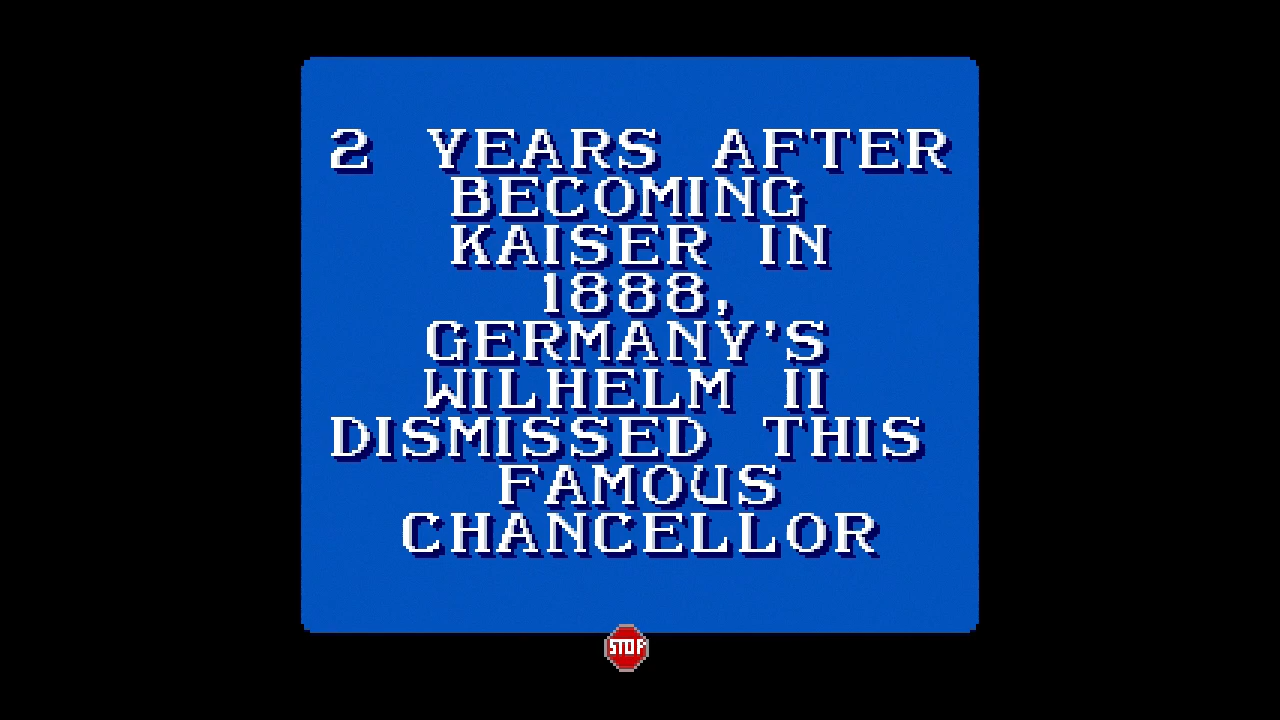 2 YEARS AFTER
BECOMING
KAISER IN
1888,
GERMANY'S
WILHELM II
DISMISSED THIS
FAMOUS
CHANCELLOR
STOP